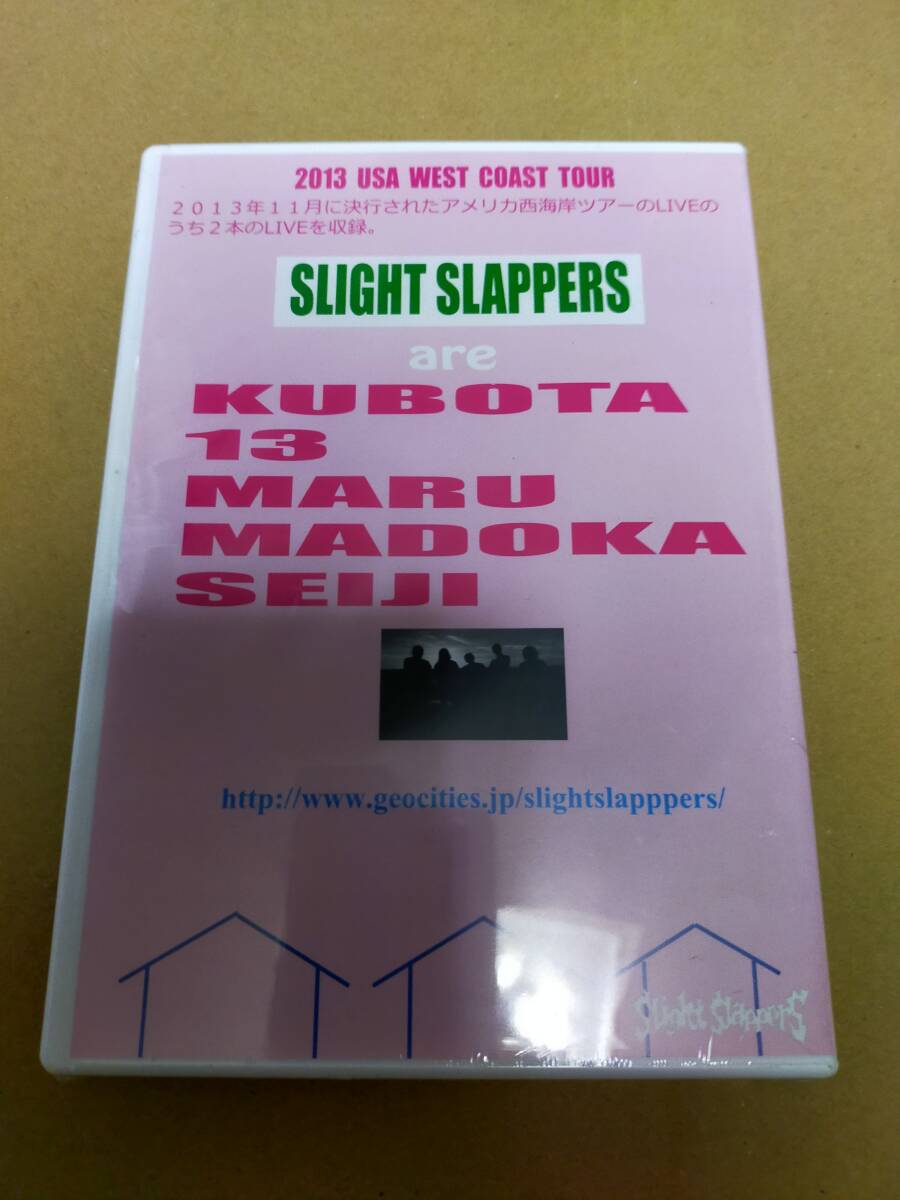 2013 USA WEST COAST TOUR
２０１３年１１月に決行されたアメリカ西海岸ツアーのLIVEの
うち２本のLIVEを収録。
SLIGHT SLAPPERS
are
KUBOTA
13
MARU
MADOKA
SEIJI
http://www.geocities.jp/slightslapppers/
Slight Slappers